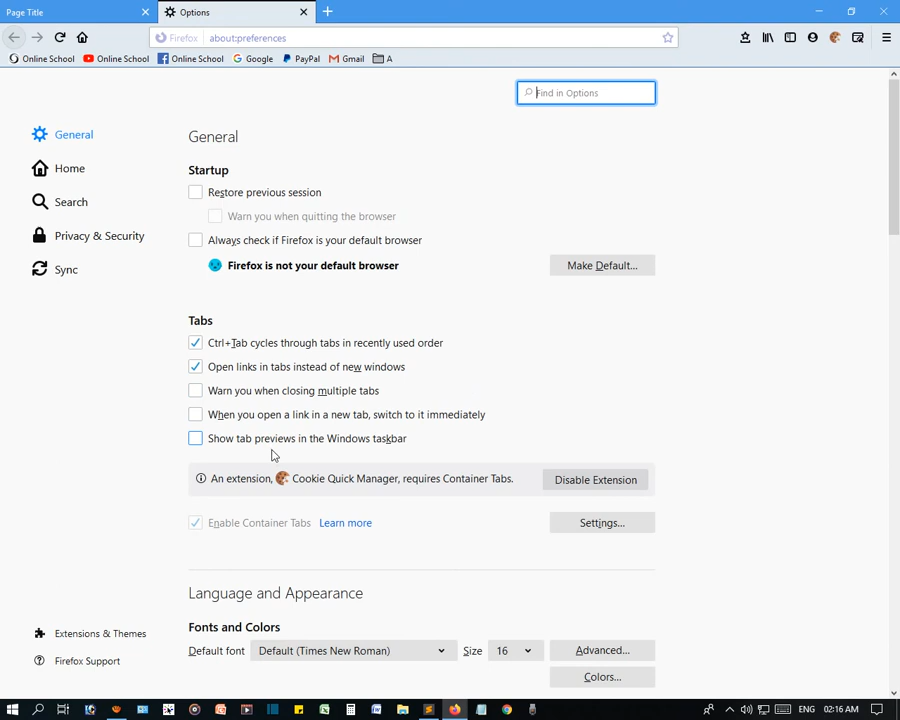 Page Title
Options
Firefox
about:preferences
Online School
Online School
Online School
Google
PayPal
Gmail
A
Find in Options
General
Home
Search
Privacy & Security
Sync
General
Startup
Restore previous session
Warn you when quitting the browser
Always check if Firefox is your default browser
Firefox is not your default browser
Make Default...
Tabs
Ctrl+Tab cycles through tabs in recently used order
Open links in tabs instead of new windows
Warn you when closing multiple tabs
When you open a link in a new tab, switch to it immediately
Show tab previews in the Windows taskbar
An extension, Cookie Quick Manager, requires Container Tabs.
Disable Extension
Enable Container Tabs Learn more
Settings...
Language and Appearance
Fonts and Colors
Default font Default (Times New Roman) Size 16 Advanced...
Colors...
Extensions & Themes
Firefox Support
ENG 02:16 AM